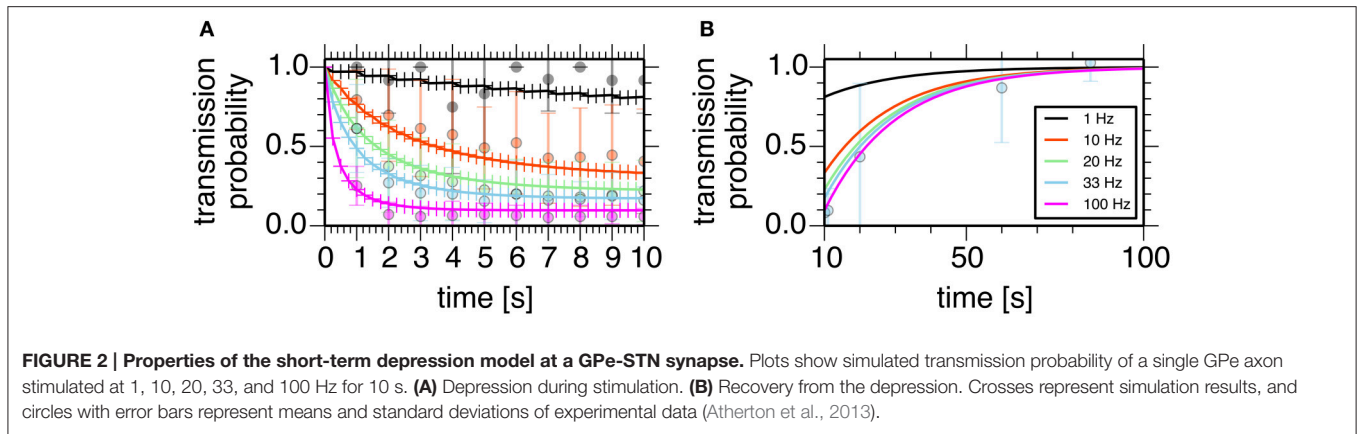 A
B
transmission
probability
1.0
0.5
0.0
0 1 2 3 4 5 6 7 8 9 10
time [s]
transmission
probability
1.0
0.5
0.0
10 50 100
time [s]
1 Hz
10 Hz
20 Hz
33 Hz
100 Hz
FIGURE 2 | Properties of the short-term depression model at a GPe-STN synapse. Plots show simulated transmission probability of a single GPe axon
stimulated at 1, 10, 20, 33, and 100 Hz for 10 s. (A) Depression during stimulation. (B) Recovery from the depression. Crosses represent simulation results, and
circles with error bars represent means and standard deviations of experimental data (Atherton et al., 2013).